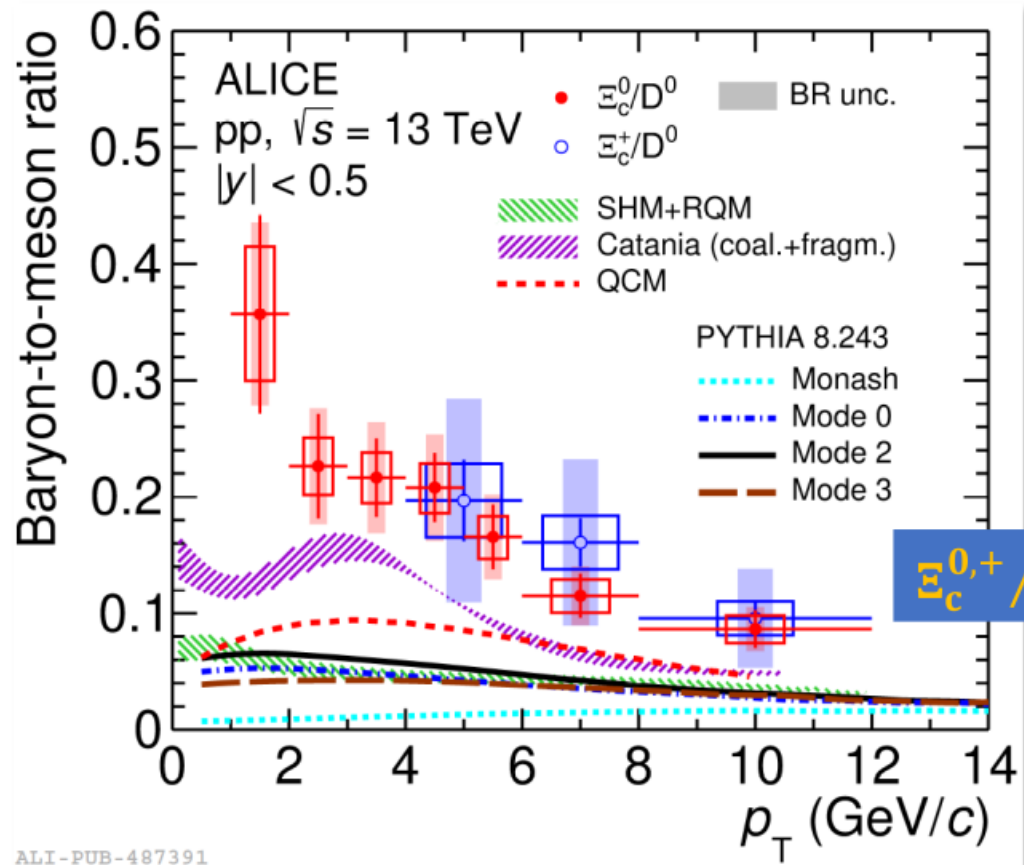 Baryon-to-meson ratio
0.6
0.5
0.4
0.3
0.2
0.1
0
ALICE
pp, √s = 13 TeV
|y| < 0.5
Ξ⁰c/D⁰
Ξ⁺c/D⁰
BR unc.
SHM+RQM
Catania (coal.+fragm.)
QCM
PYTHIA 8.243
Monash
Mode 0
Mode 2
Mode 3
Ξc⁰,⁺ /
0 2 4 6 8 10 12 14
pT (GeV/c)
ALI-PUB-487391